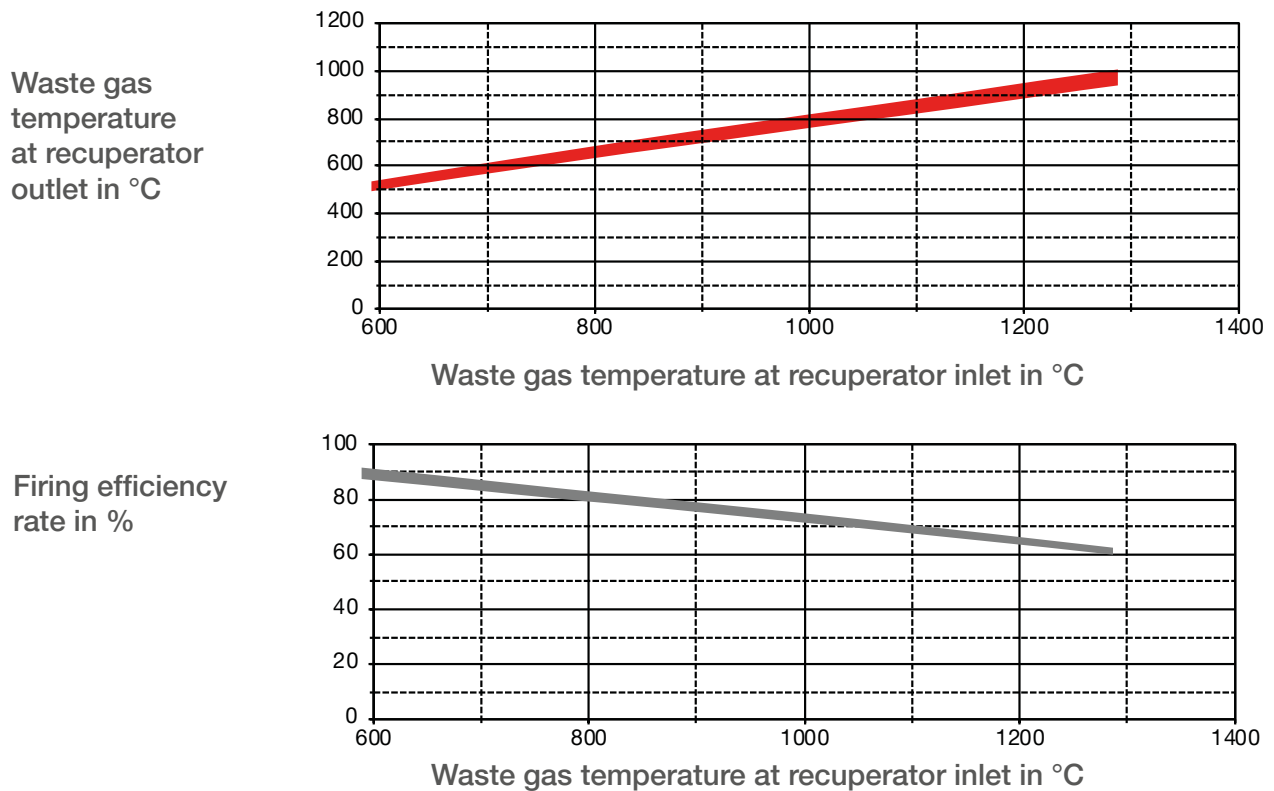 Waste gas
temperature
at recuperator
outlet in °C
1200
1000
800
600
400
200
0
600 800 1000 1200 1400
Waste gas temperature at recuperator inlet in °C
Firing efficiency
rate in %
100
80
60
40
20
0
600 800 1000 1200 1400
Waste gas temperature at recuperator inlet in °C